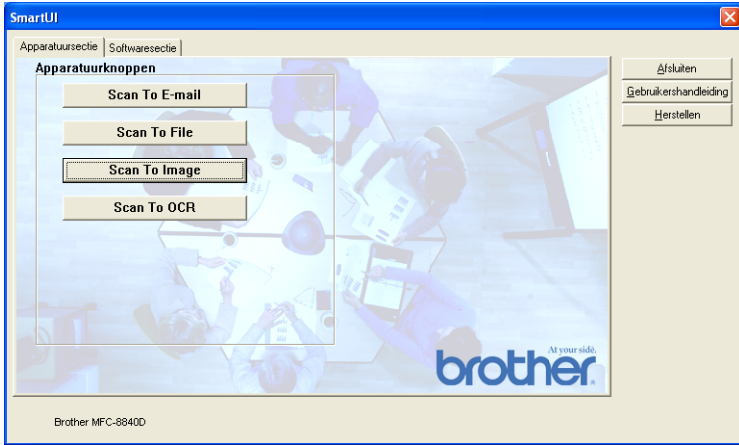 SmartUI
Apparatuursectie
Softwaresectie
Apparatuurknoppen
Scan To E-mail
Scan To File
Scan To Image
Scan To OCR
Afsluiten
Gebruikershandleiding
Herstellen
At your side.
brother
Brother MFC-8840D